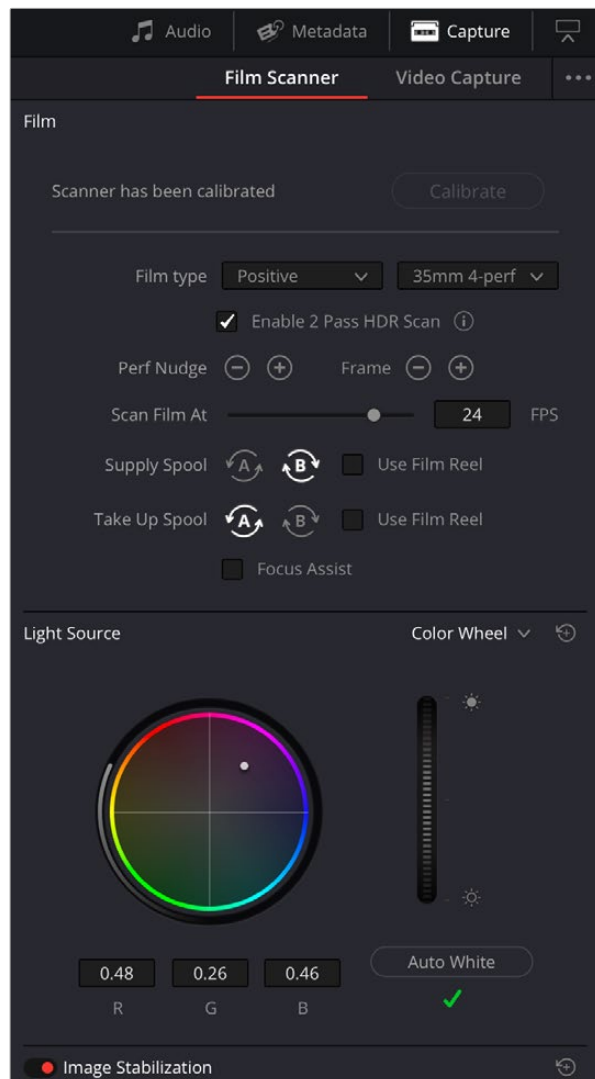 Audio Metadata Capture
Film Scanner Video Capture
Film
Scanner has been calibrated Calibrate
Film type Positive 35mm 4-perf
Enable 2 Pass HDR Scan
Perf Nudge Frame
Scan Film At 24 FPS
Supply Spool A B Use Film Reel
Take Up Spool A B Use Film Reel
Focus Assist
Light Source Color Wheel
0.48 0.26 0.46 Auto White
R G B
Image Stabilization